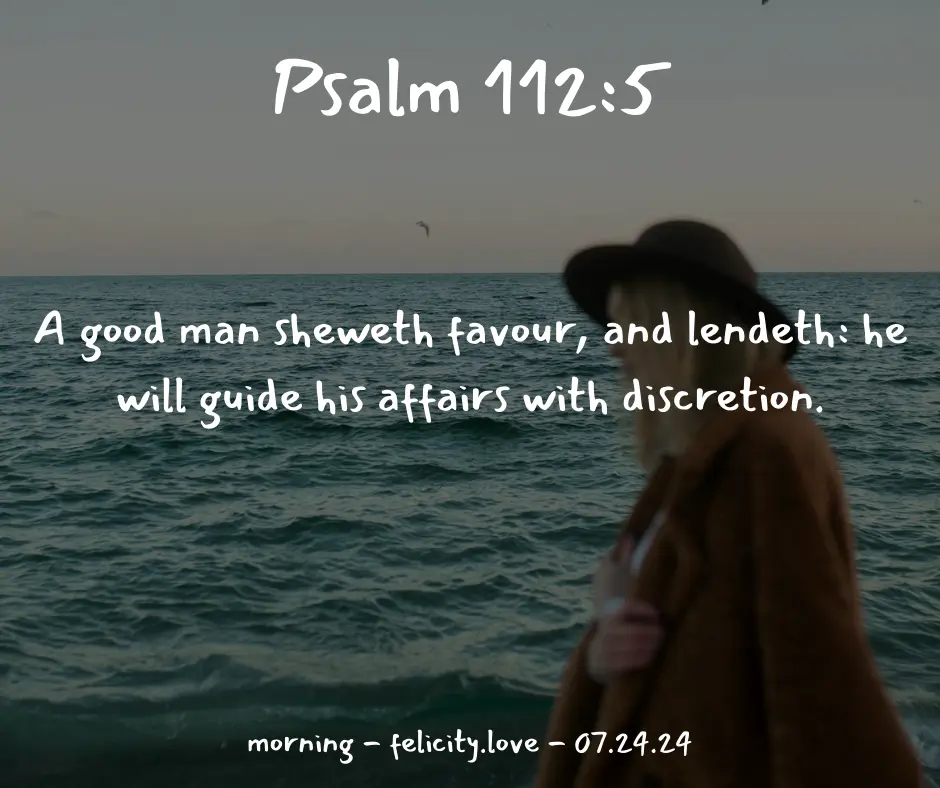 Psalm 112:5
A good man sheweth favour, and lendeth: he
will guide his affairs with discretion.
morning - felicity.love - 07.24.24